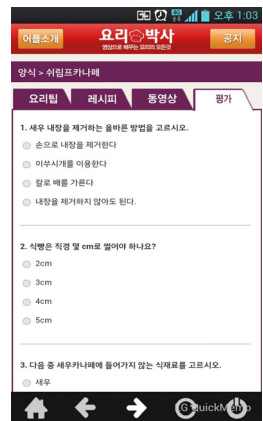 오후 1:03
어플소개
요리박사
영상으로 배우는 요리의 모든것
공지
양식 > 쉬림프카나페
요리팁
레시피
동영상
평가
1. 새우 내장을 제거하는 올바른 방법을 고르시오.
손으로 내장을 제거한다
이쑤시개를 이용한다
칼로 배를 가른다
내장을 제거하지 않아도 된다.
2. 식빵은 직경 몇 cm로 썰어야 하나요?
2cm
3cm
4cm
5cm
3. 다음 중 새우카나페에 들어가지 않는 식재료를 고르시오.
새우
QuickMemo